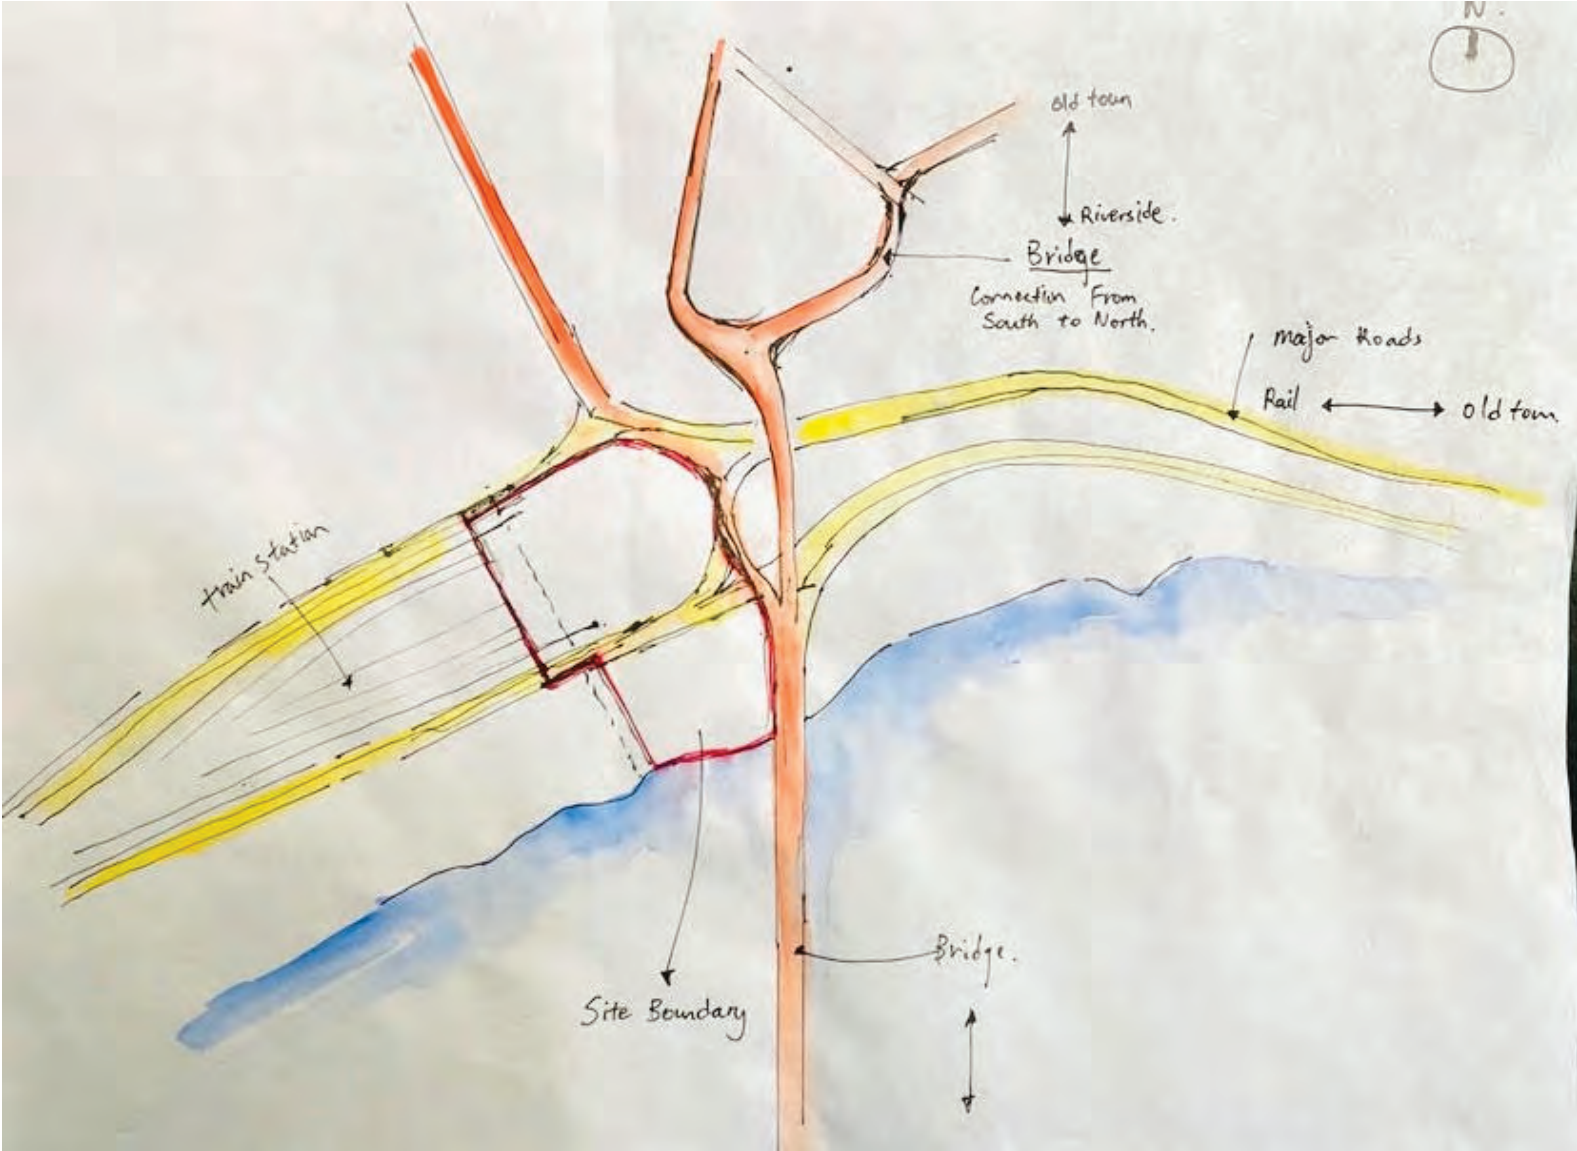 N.
Old town
Riverside.
Bridge
Connection From
South to North.
Major Roads
Rail
Old town
train station
Bridge.
Site Boundary